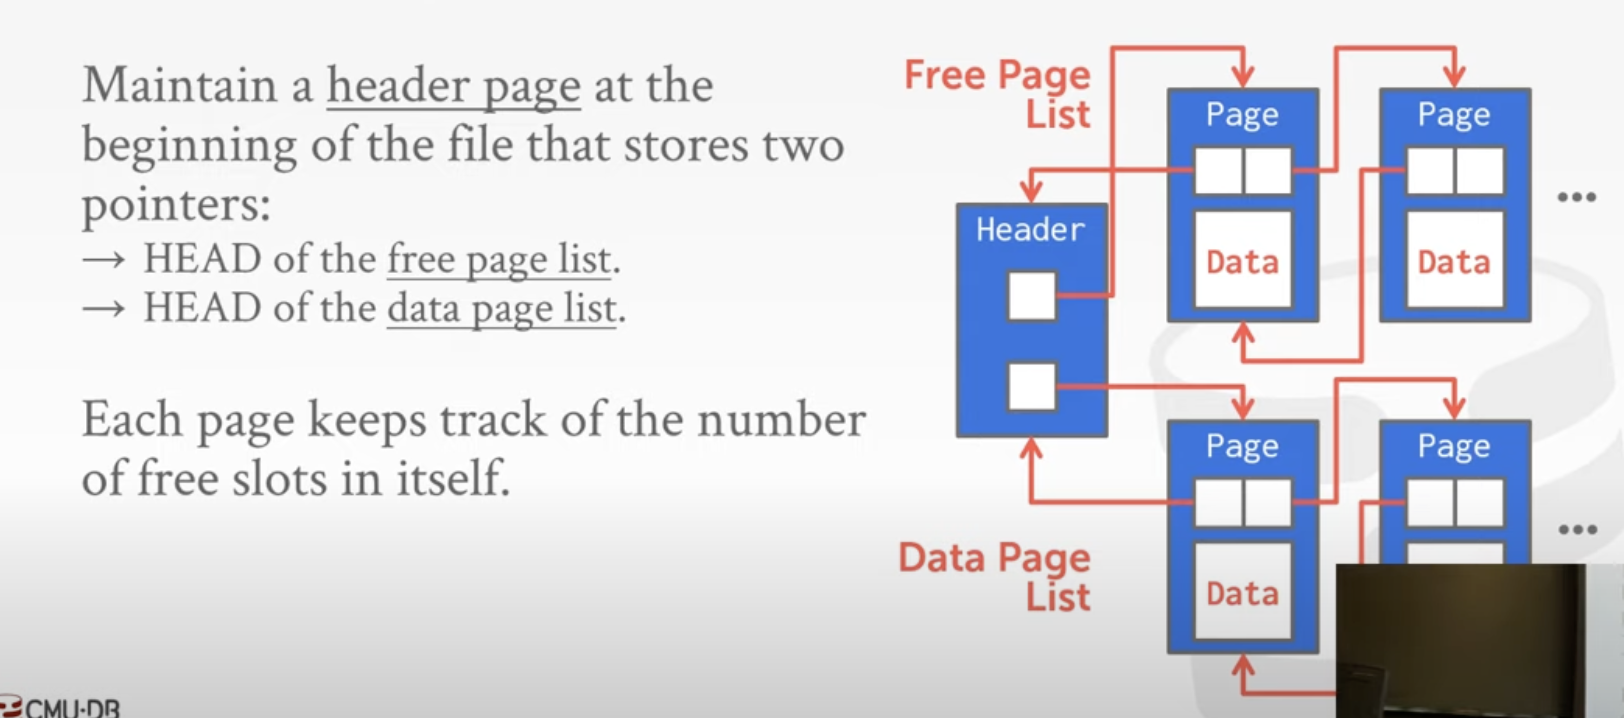 Maintain a header page at the
beginning of the file that stores two
pointers:
→ HEAD of the free page list.
→ HEAD of the data page list.
Each page keeps track of the number
of free slots in itself.
Free Page
List
Page
Page
Header
Data
Data
...
Page
Page
...
Data Page
List
Data
CMU·DB